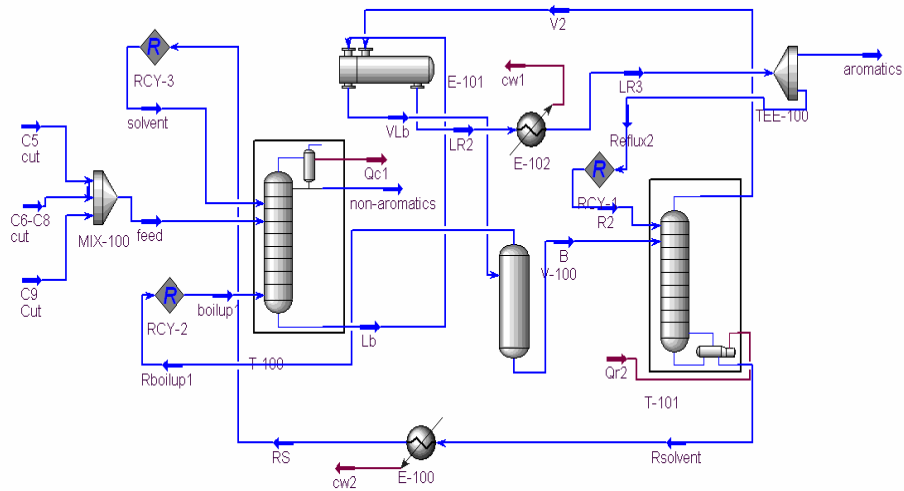 V2
R
RCY-3
E-101
cw1
LR3
aromatics
solvent
VLb
LR2
TEE-100
E-102
Reflux2
C5
cut
Qc1
R
RCY-1
R2
non-aromatics
C6-C8
cut
MIX-100
feed
B
V-100
C9
Cut
R
RCY-2
boilup1
Lb
T-100
Rboilup1
Qr2
T-101
RS
Rsolvent
E-100
cw2